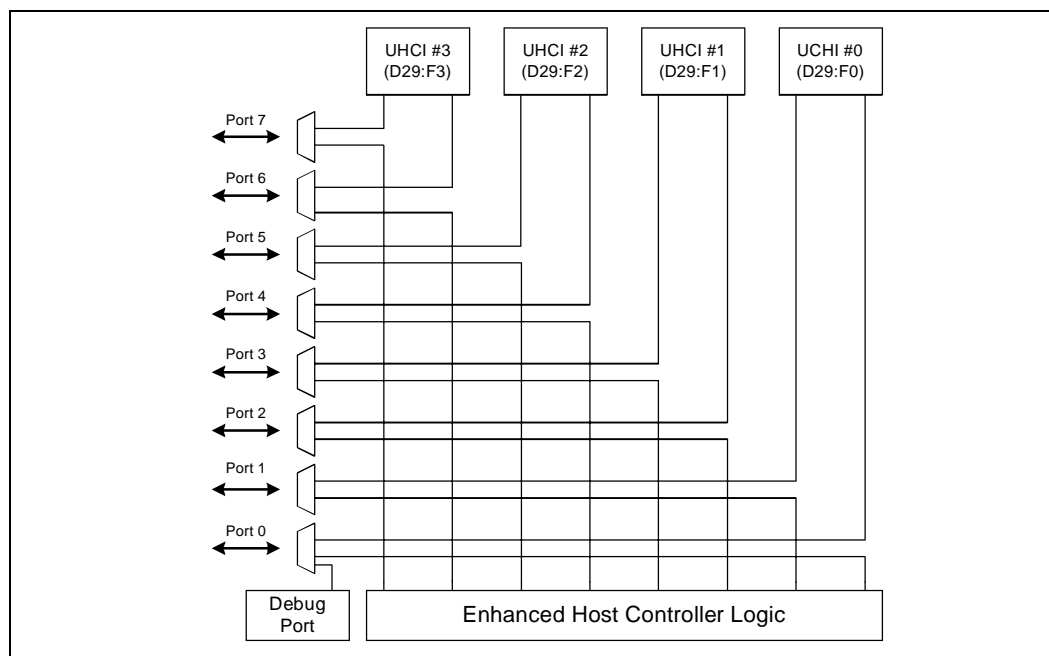 UHCI #3
(D29:F3)
UHCI #2
(D29:F2)
UHCI #1
(D29:F1)
UCHI #0
(D29:F0)
Port 7
Port 6
Port 5
Port 4
Port 3
Port 2
Port 1
Port 0
Debug
Port
Enhanced Host Controller Logic